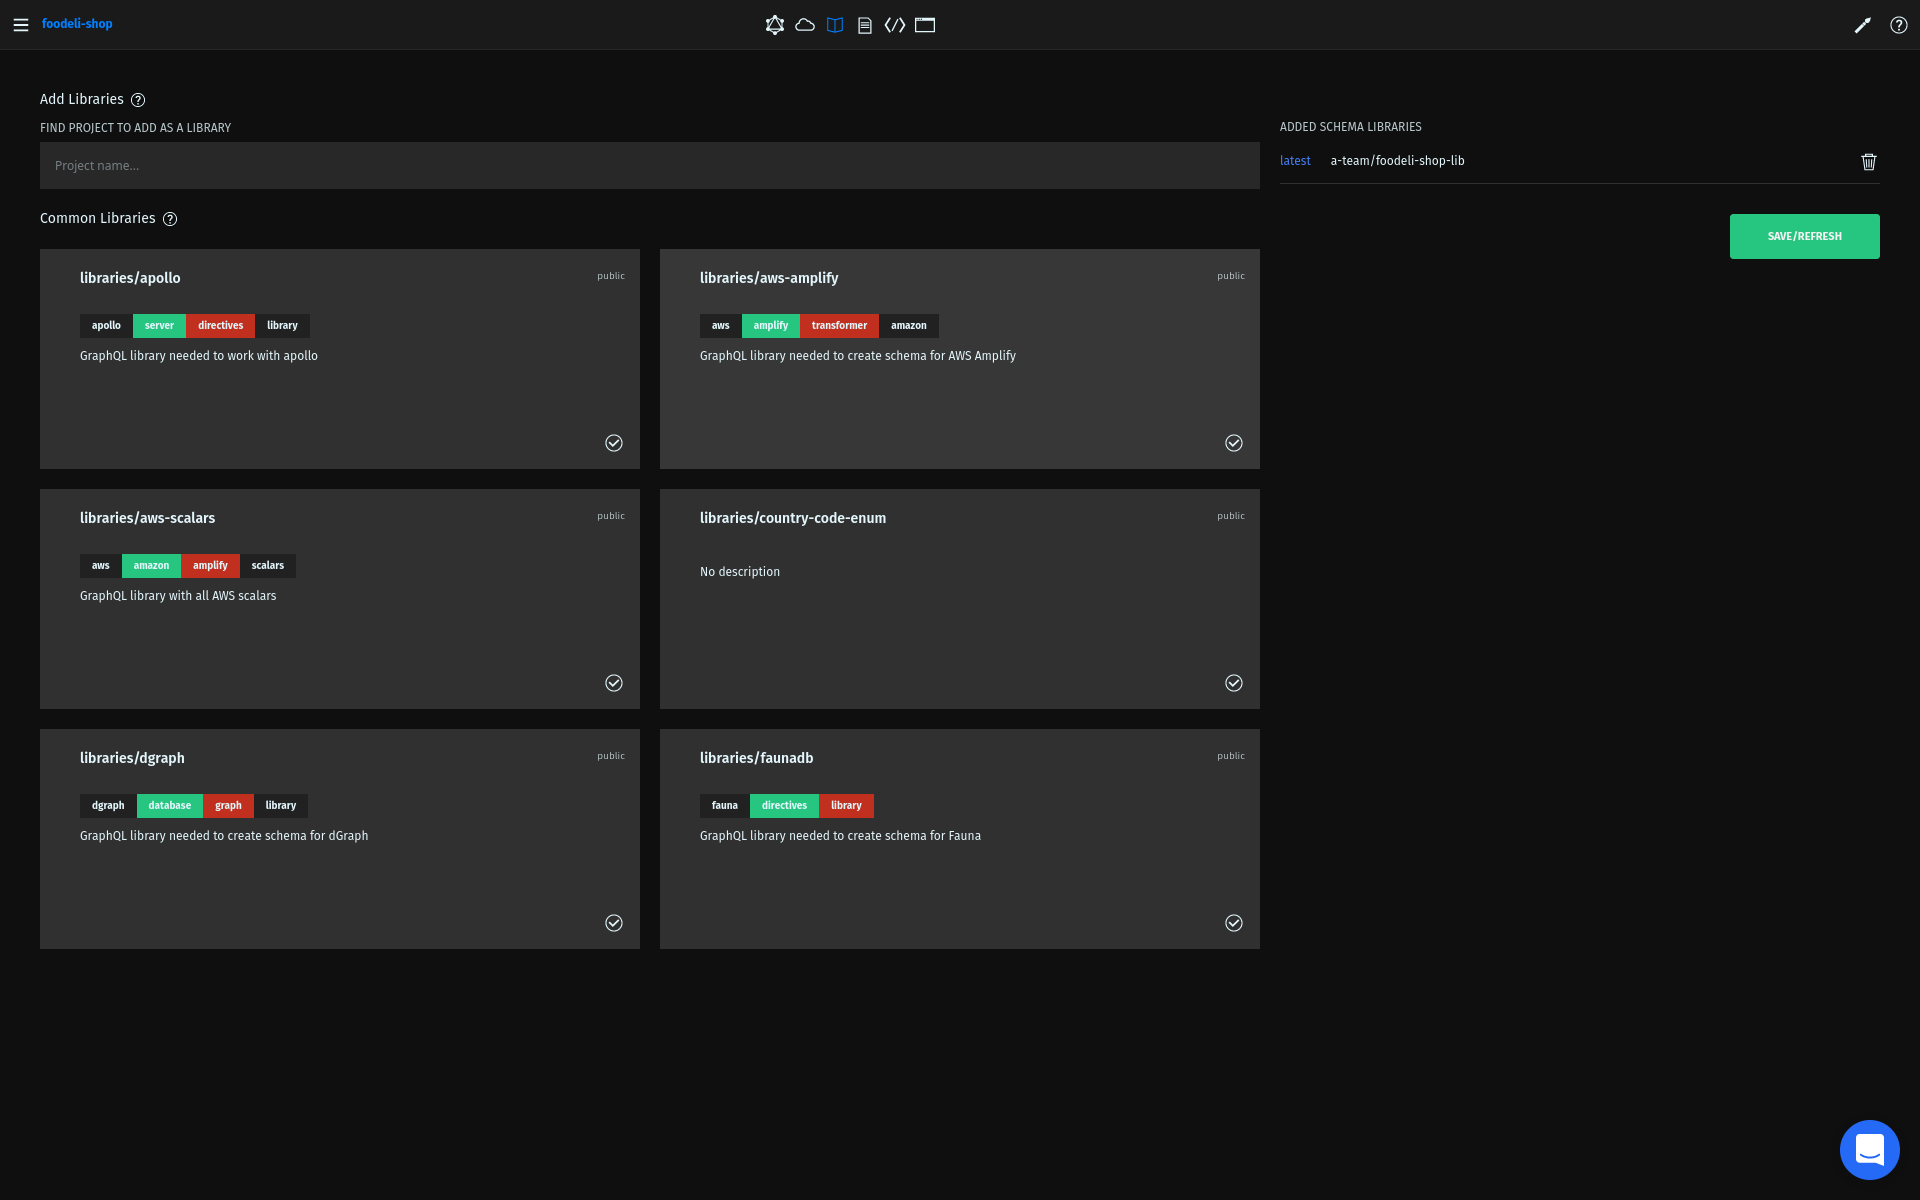 foodeli-shop
Add Libraries
FIND PROJECT TO ADD AS A LIBRARY
Project name...
ADDED SCHEMA LIBRARIES
latest a-team/foodeli-shop-lib
SAVE/REFRESH
Common Libraries
libraries/apollo public
apollo server directives library
GraphQL library needed to work with apollo
libraries/aws-amplify public
aws amplify transformer amazon
GraphQL library needed to create schema for AWS Amplify
libraries/aws-scalars public
aws amazon amplify scalars
GraphQL library with all AWS scalars
libraries/country-code-enum public
No description
libraries/dgraph public
dgraph database graph library
GraphQL library needed to create schema for dGraph
libraries/faunadb public
fauna directives library
GraphQL library needed to create schema for Fauna